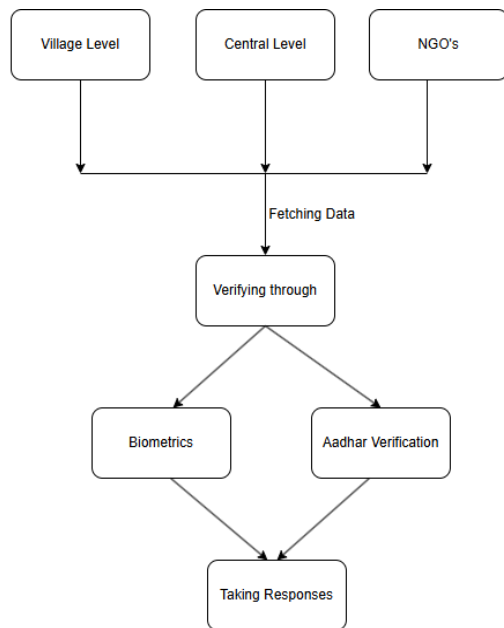 Village Level
Central Level
NGO's
Fetching Data
Verifying through
Biometrics
Aadhar Verification
Taking Responses